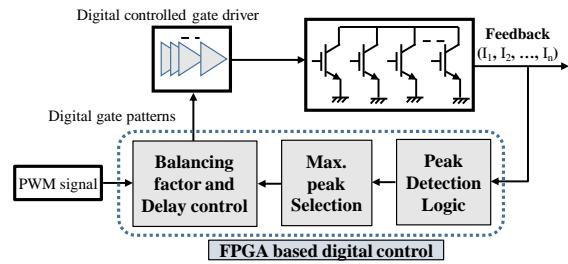 Digital controlled gate driver
Feedback
(I1, I2, ..., In)
Digital gate patterns
PWM signal
Balancing
factor and
Delay control
Max.
peak
Selection
Peak
Detection
Logic
FPGA based digital control